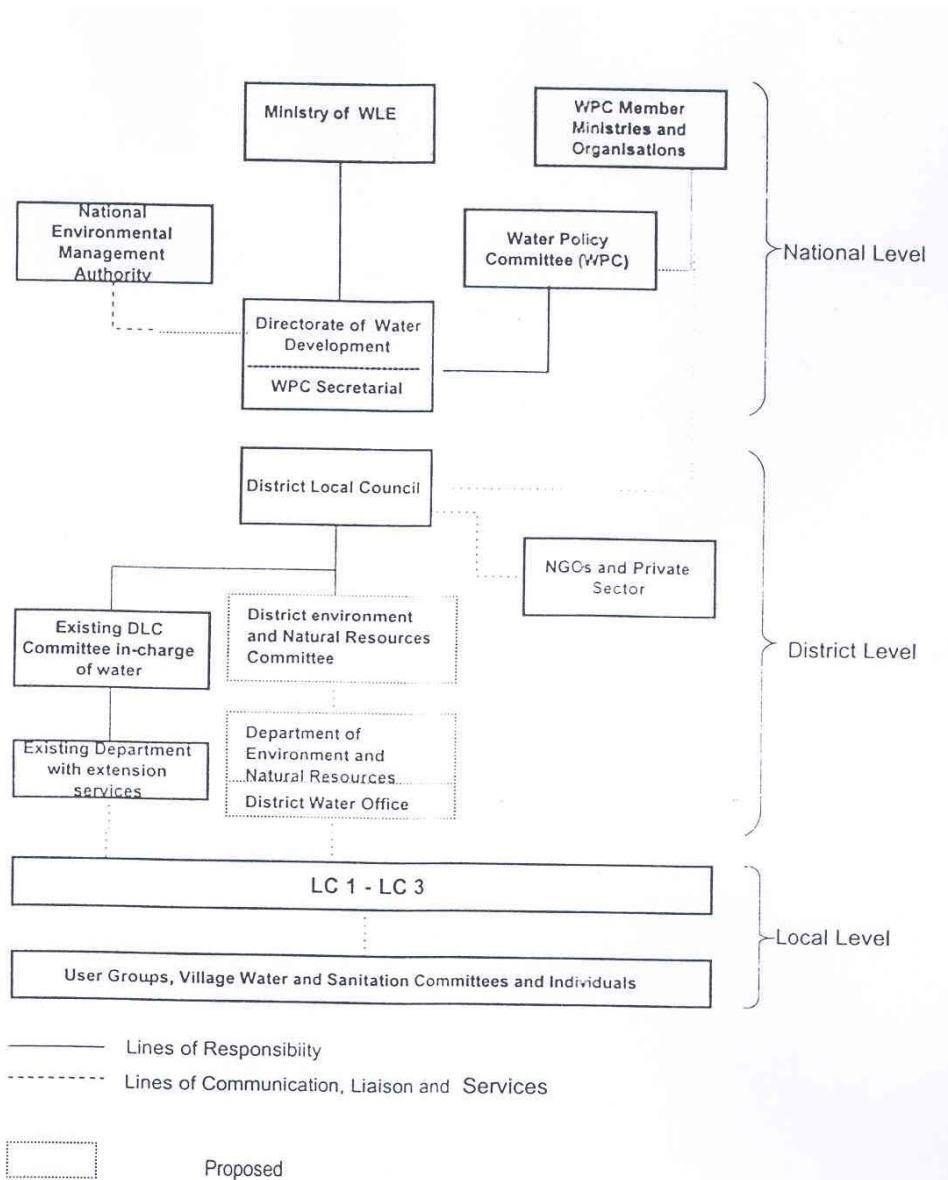 Ministry of WLE
WPC Member
Ministries and
Organisations
National
Environmental
Management
Authority
Water Policy
Committee (WPC)
National Level
Directorate of Water
Development
WPC Secretarial
District Local Council
NGOs and Private
Sector
Existing DLC
Committee in-charge
of water
District environment
and Natural Resources
Committee
District Level
Existing Department
with extension
services
Department of
Environment and
Natural Resources
District Water Office
LC 1 - LC 3
Local Level
User Groups, Village Water and Sanitation Committees and Individuals
Lines of Responsibiity
Lines of Communication, Liaison and Services
Proposed